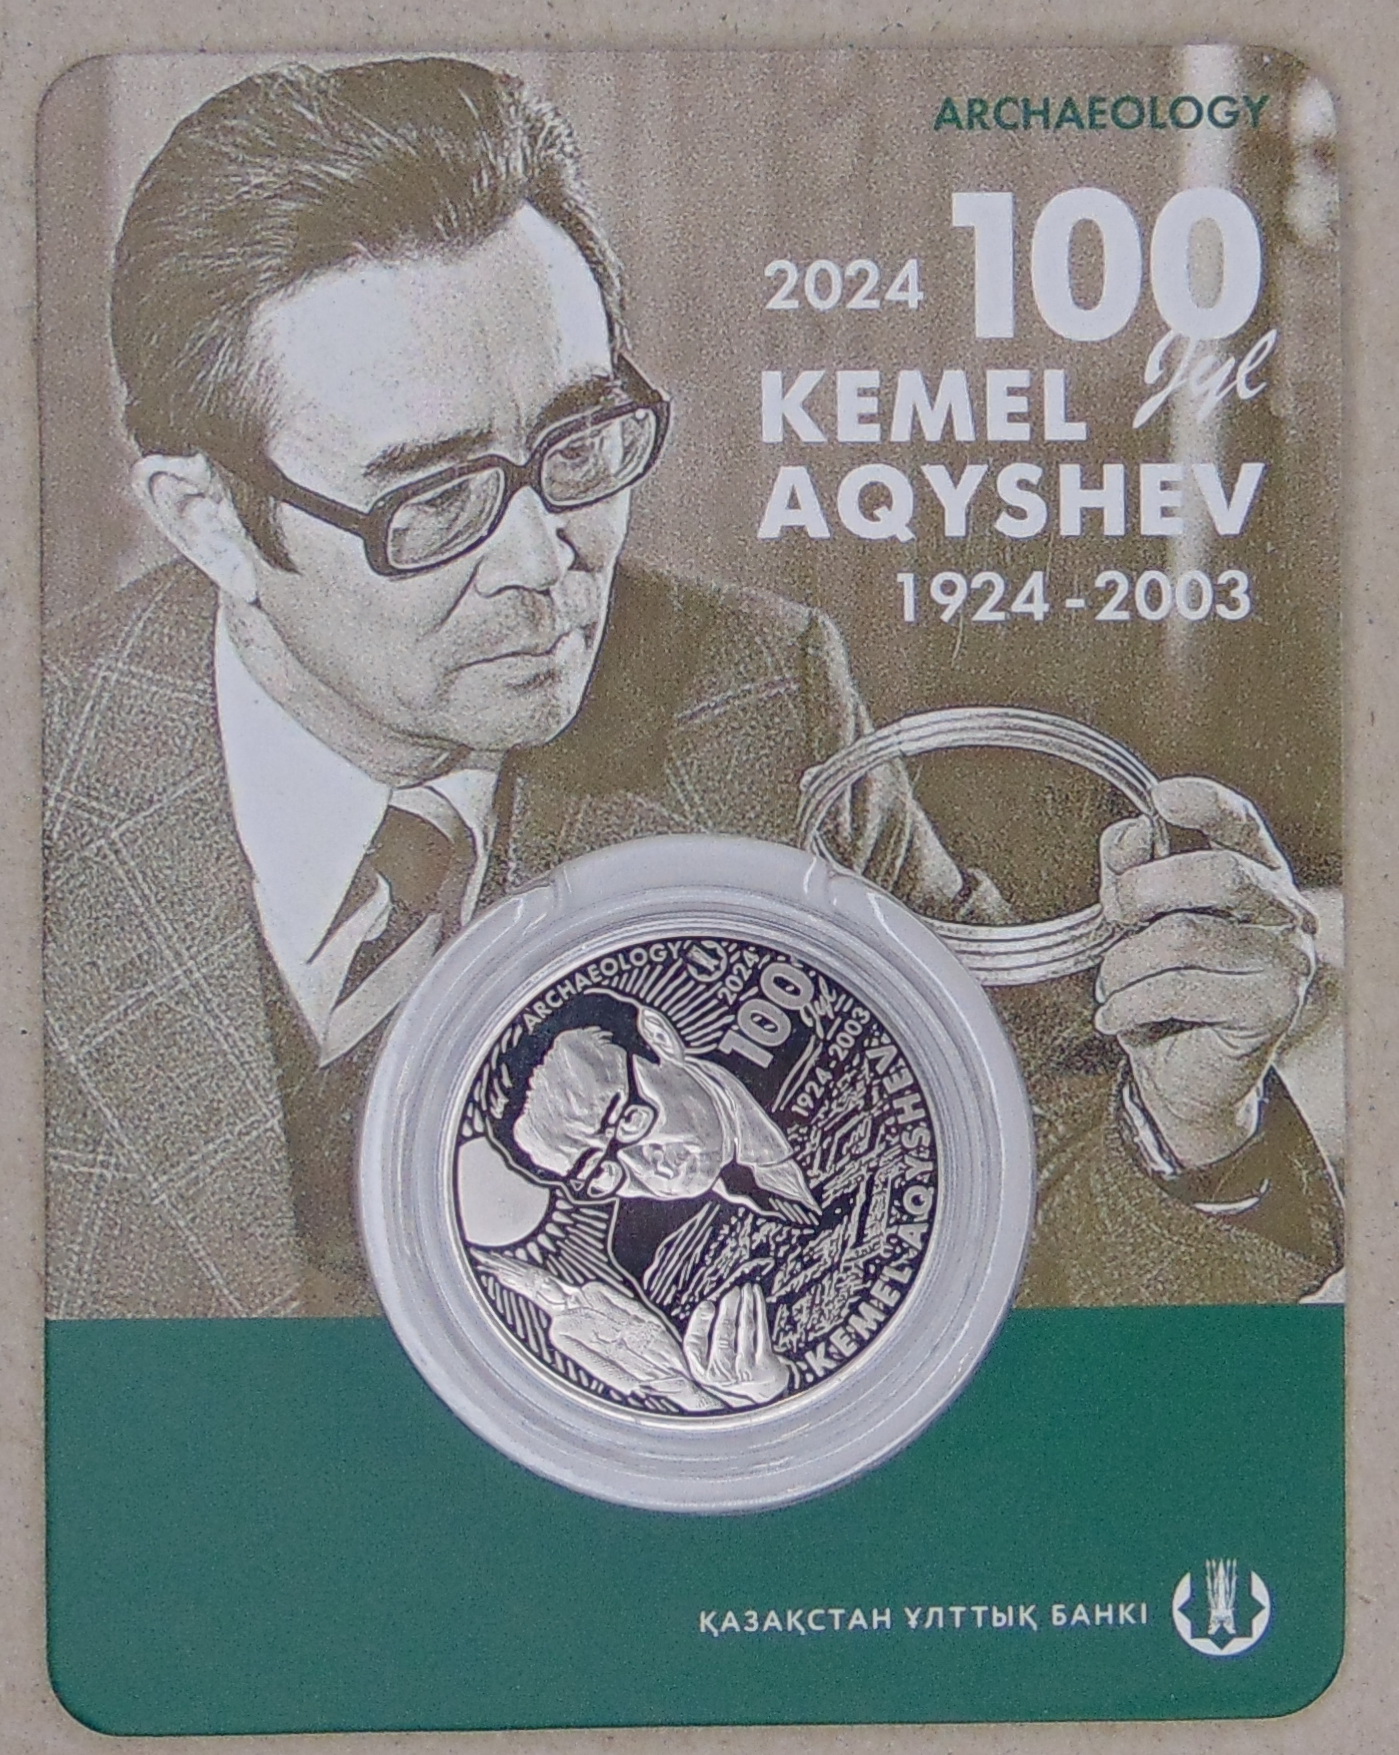 ARCHAEOLOGY
2024 100
Jyl
KEMEL
AQYSHEV
1924 - 2003
ARCHAEOLOGY
2024
100
Jyl
1924 - 2003
KEMEL AQYSHEV
ҚАЗАҚСТАН ҰЛТТЫҚ БАНКІ